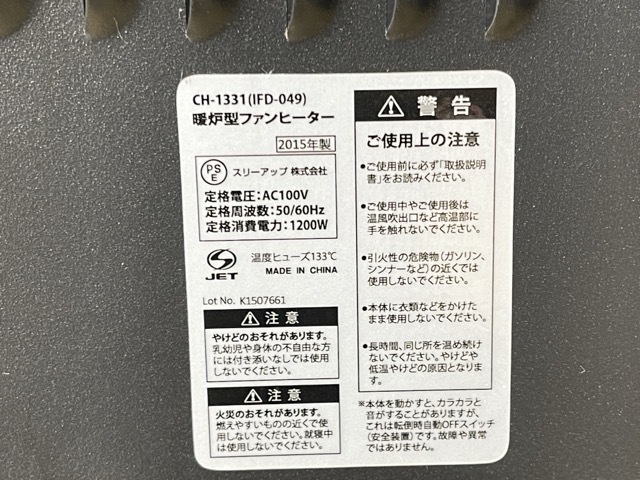 CH-1331(IFD-049)
暖炉型ファンヒーター
2015年製
PS
E
スリーアップ 株式会社
定格電圧:AC100V
定格周波数:50/60Hz
定格消費電力:1200W
JET
温度ヒューズ133℃
MADE IN CHINA
Lot No. K1507661
注意
やけどのおそれがあります。
乳幼児や身体の不自由な方
には付き添いなしでは使用
しないでください。
注意
火災のおそれがあります。
燃えやすいものの近くで使
用しないでください。就寝中
は使用しないでください。
警告
ご使用上の注意
●ご使用前に必ず「取扱説明
書」をお読みください。
●ご使用中やご使用後は
温風吹出口など高温部に
手を触れないでください。
●引火性の危険物(ガソリン、
シンナーなど)の近くでは
使用しないでください。
●本体に衣類などをかけた
まま使用しないでください。
●長時間、同じ所を温め続け
ないでください。やけどや
低温やけどの原因となりま
す。
※本体を動かすと、カラカラと
音がすることがありますが、
これは転倒時自動OFFスイッチ
(安全装置)です。故障や異常
ではありません。